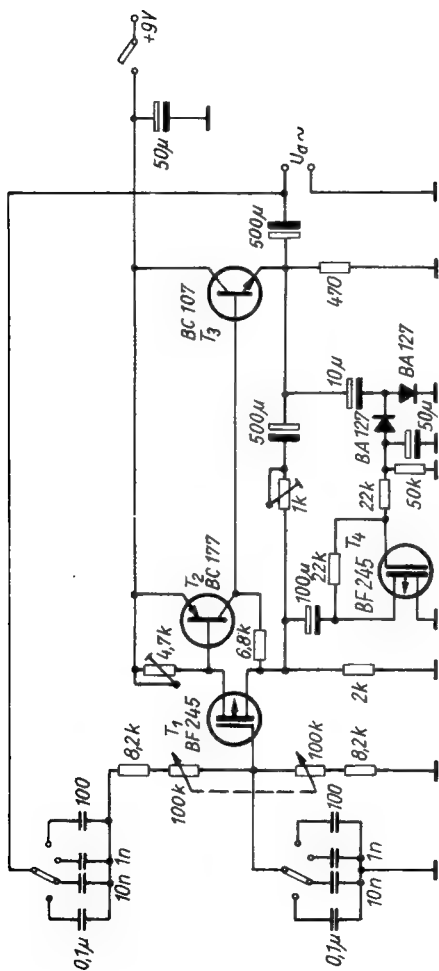 +9V
50µ
Ua~
500µ
BC 107
T3
470
10µ
BA 127
500µ
1k
BA 127
50µ
50k
22k
T2
BC 177
4,7k
6,8k
100µ
22k
T4
BF 245
T1
BF 245
2k
8,2k
100k
100k
8,2k
100
1n
10n
0,1µ
100
1n
10n
0,1µ